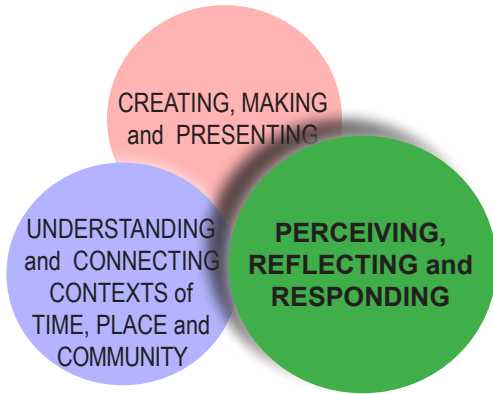 CREATING, MAKING
and PRESENTING
UNDERSTANDING
and CONNECTING
CONTEXTS of
TIME, PLACE and
COMMUNITY
PERCEIVING,
REFLECTING and
RESPONDING